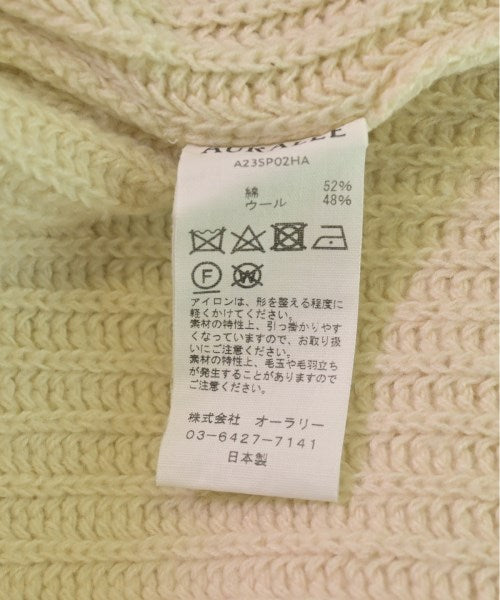 AURALEE
A23SP02HA
綿 52%
ウール 48%
F W
アイロンは、形を整える程度に
軽くかけてください。
素材の特性上、引っ掛かりやす
くなっていますので、お取り扱
いにご注意ください。
素材の特性上、毛玉や毛羽立ち
が発生することがありますので
ご注意ください。
株式会社 オーラリー
03-6427-7141
日本製